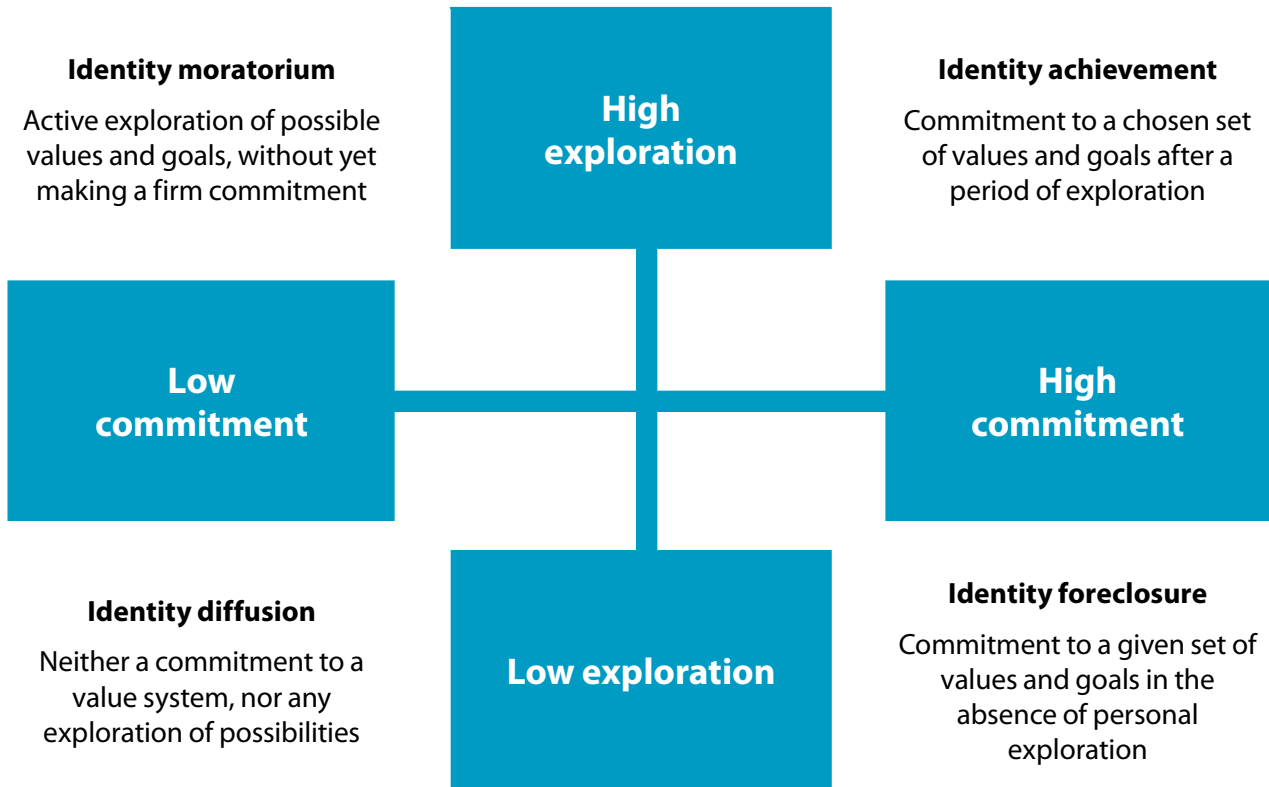 Identity moratorium
Active exploration of possible
values and goals, without yet
making a firm commitment
High
exploration
Identity achievement
Commitment to a chosen set
of values and goals after a
period of exploration
Low
commitment
High
commitment
Identity diffusion
Neither a commitment to a
value system, nor any
exploration of possibilities
Low exploration
Identity foreclosure
Commitment to a given set of
values and goals in the
absence of personal
exploration